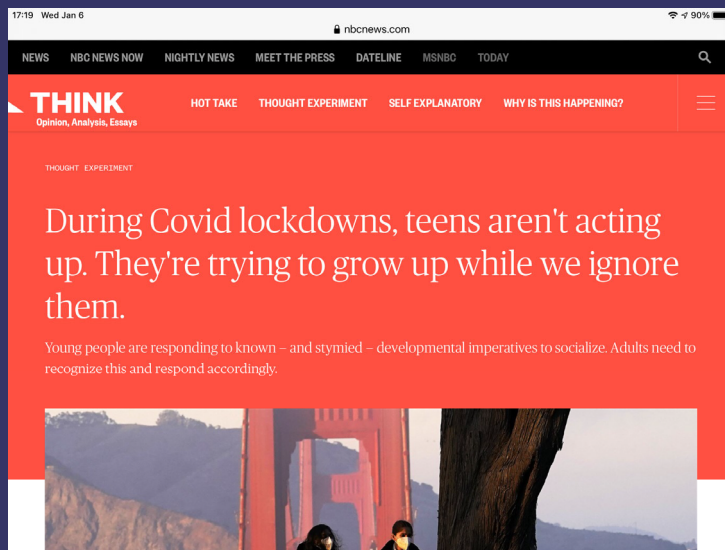 17:19 Wed Jan 6 90%
nbcnews.com
NEWS NBC NEWS NOW NIGHTLY NEWS MEET THE PRESS DATELINE MSNBC TODAY
THINK HOT TAKE THOUGHT EXPERIMENT SELF EXPLANATORY WHY IS THIS HAPPENING?
Opinion, Analysis, Essays
THOUGHT EXPERIMENT
During Covid lockdowns, teens aren't acting
up. They're trying to grow up while we ignore
them.
Young people are responding to known – and stymied – developmental imperatives to socialize. Adults need to
recognize this and respond accordingly.